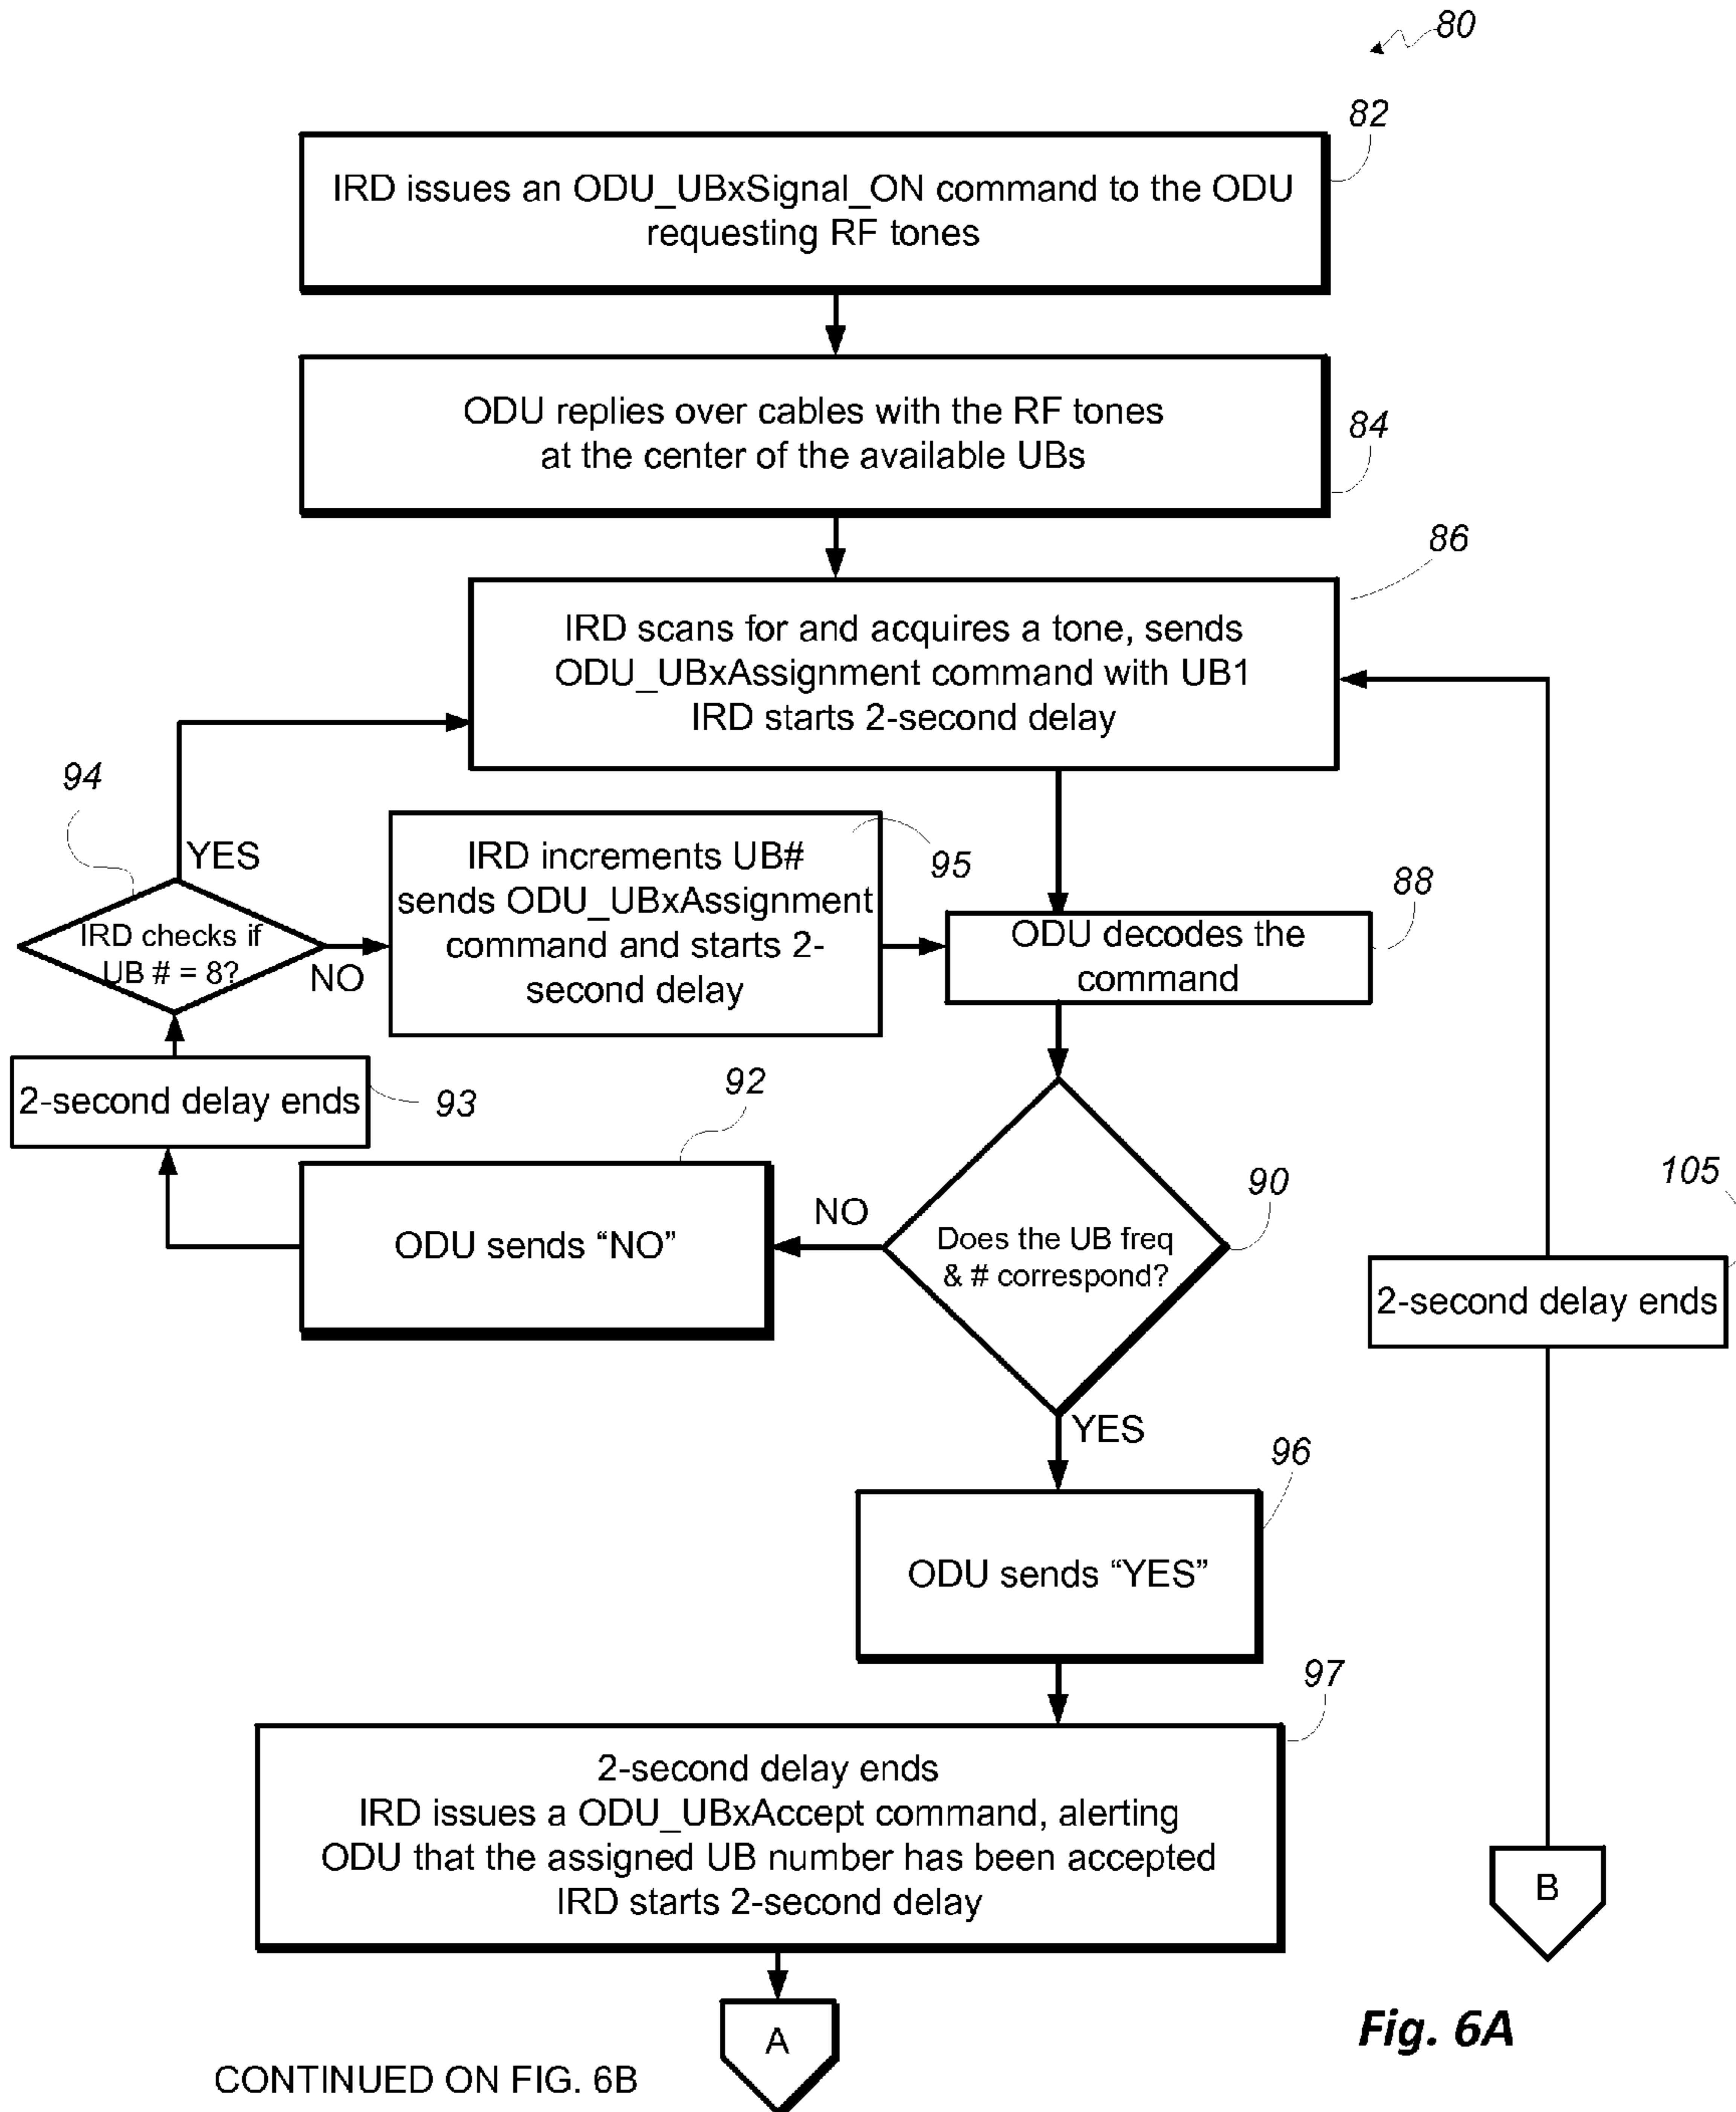 80
82
IRD issues an ODU_UBxSignal_ON command to the ODU
requesting RF tones
ODU replies over cables with the RF tones
at the center of the available UBs
84
86
IRD scans for and acquires a tone, sends
ODU_UBxAssignment command with UB1
IRD starts 2-second delay
94
YES
IRD checks if
UB # = 8?
NO
IRD increments UB#
sends ODU_UBxAssignment
command and starts 2-
second delay
95
88
ODU decodes the
command
2-second delay ends
93
92
ODU sends “NO”
NO
90
Does the UB freq
& # correspond?
105
2-second delay ends
YES
96
ODU sends “YES”
97
2-second delay ends
IRD issues a ODU_UBxAccept command, alerting
ODU that the assigned UB number has been accepted
IRD starts 2-second delay
B
A
Fig. 6A
CONTINUED ON FIG. 6B